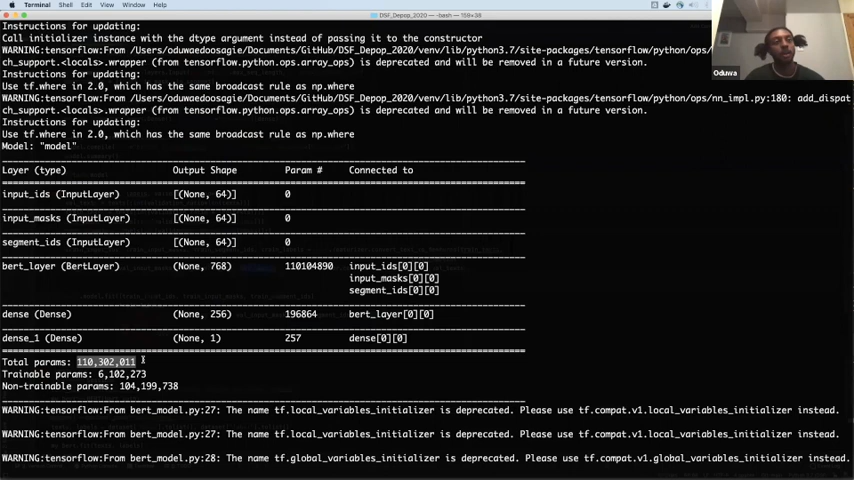 Terminal Shell Edit View Window Help
DSF_Depop_2020 — -bash — 158×38
Instructions for updating:
Call initializer instance with the dtype argument instead of passing it to the constructor
WARNING:tensorflow:From /Users/oduwaedoosagie/Documents/GitHub/DSF_Depop_2020/venv/lib/python3.7/site-packages/tensorflow/python/ops/
ch_support.<locals>.wrapper (from tensorflow.python.ops.array_ops) is deprecated and will be removed in a future version.
Instructions for updating:
Use tf.where in 2.0, which has the same broadcast rule as np.where
WARNING:tensorflow:From /Users/oduwaedoosagie/Documents/GitHub/DSF_Depop_2020/venv/lib/python3.7/site-packages/tensorflow/python/ops/nn_impl.py:180: add_dispat
ch_support.<locals>.wrapper (from tensorflow.python.ops.array_ops) is deprecated and will be removed in a future version.
Instructions for updating:
Use tf.where in 2.0, which has the same broadcast rule as np.where
Model: "model"
Layer (type) Output Shape Param # Connected to
input_ids (InputLayer) [(None, 64)] 0
input_masks (InputLayer) [(None, 64)] 0
segment_ids (InputLayer) [(None, 64)] 0
bert_layer (BertLayer) (None, 768) 110104890 input_ids[0][0]
input_masks[0][0]
segment_ids[0][0]
dense (Dense) (None, 256) 196864 bert_layer[0][0]
dense_1 (Dense) (None, 1) 257 dense[0][0]
Total params: 110,302,011
Trainable params: 6,102,273
Non-trainable params: 104,199,738
WARNING:tensorflow:From bert_model.py:27: The name tf.local_variables_initializer is deprecated. Please use tf.compat.v1.local_variables_initializer instead.
WARNING:tensorflow:From bert_model.py:27: The name tf.local_variables_initializer is deprecated. Please use tf.compat.v1.local_variables_initializer instead.
WARNING:tensorflow:From bert_model.py:28: The name tf.global_variables_initializer is deprecated. Please use tf.compat.v1.global_variables_initializer instead.
Oduwa